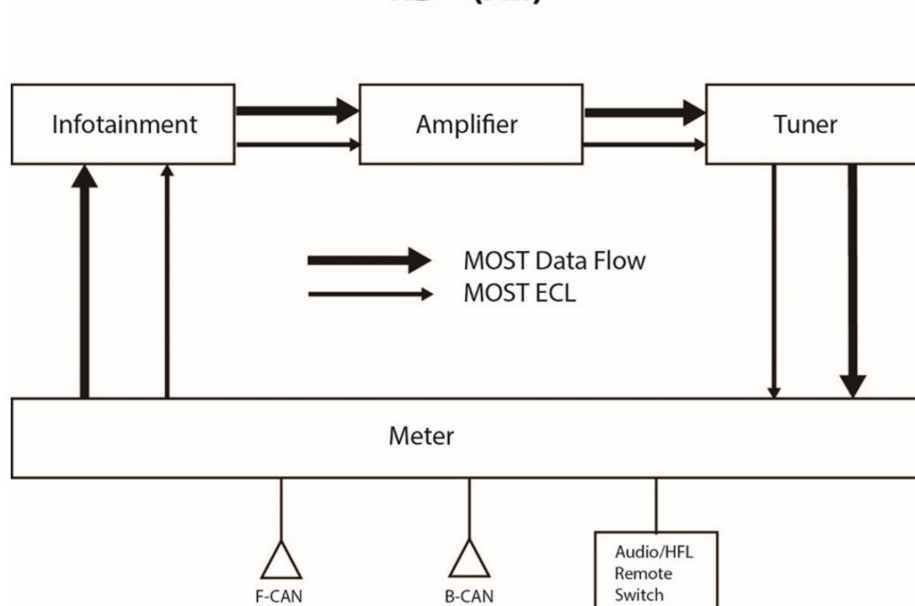 Infotainment
Amplifier
Tuner
MOST Data Flow
MOST ECL
Meter
F-CAN
B-CAN
Audio/HFL
Remote
Switch